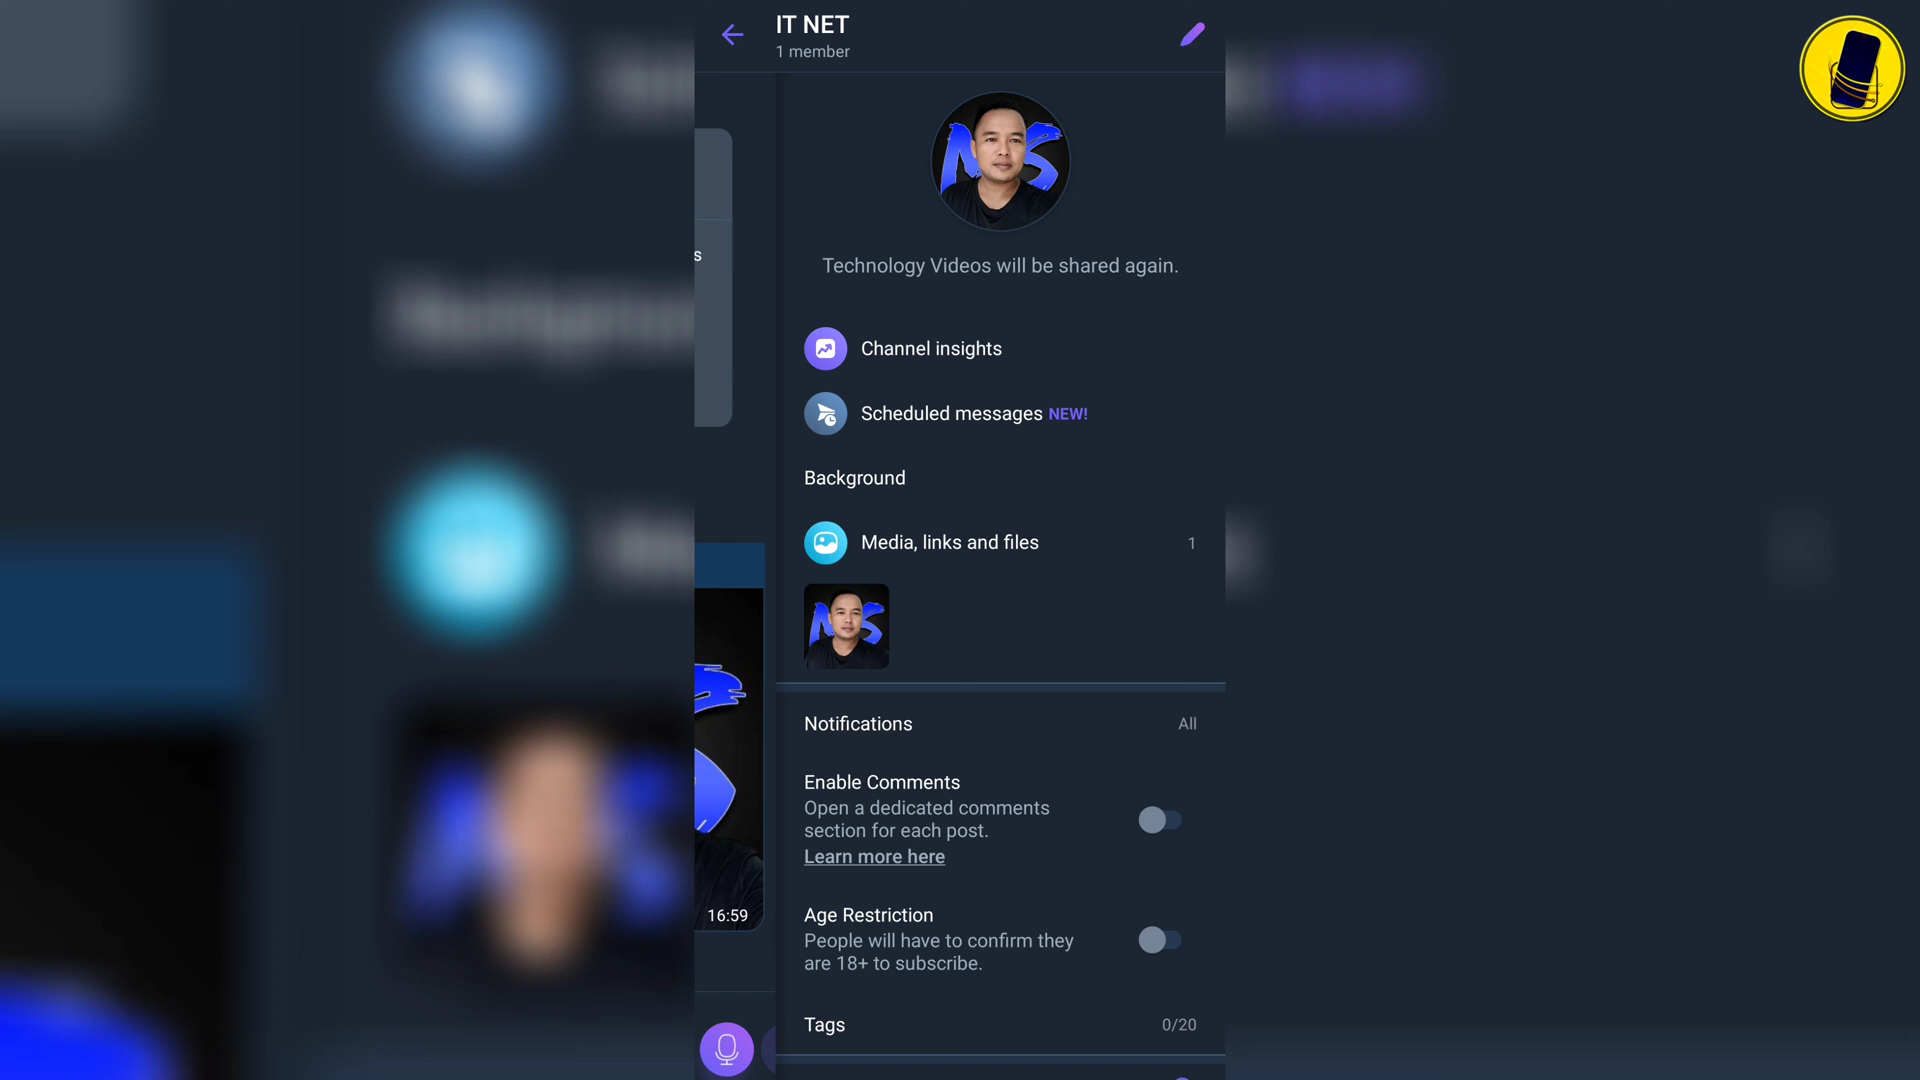 IT NET
1 member
s
Technology Videos will be shared again.
Channel insights
Scheduled messages NEW!
Background
Media, links and files 1
Notifications All
Enable Comments
Open a dedicated comments
section for each post.
Learn more here
Age Restriction
People will have to confirm they
are 18+ to subscribe.
16:59
Tags 0/20